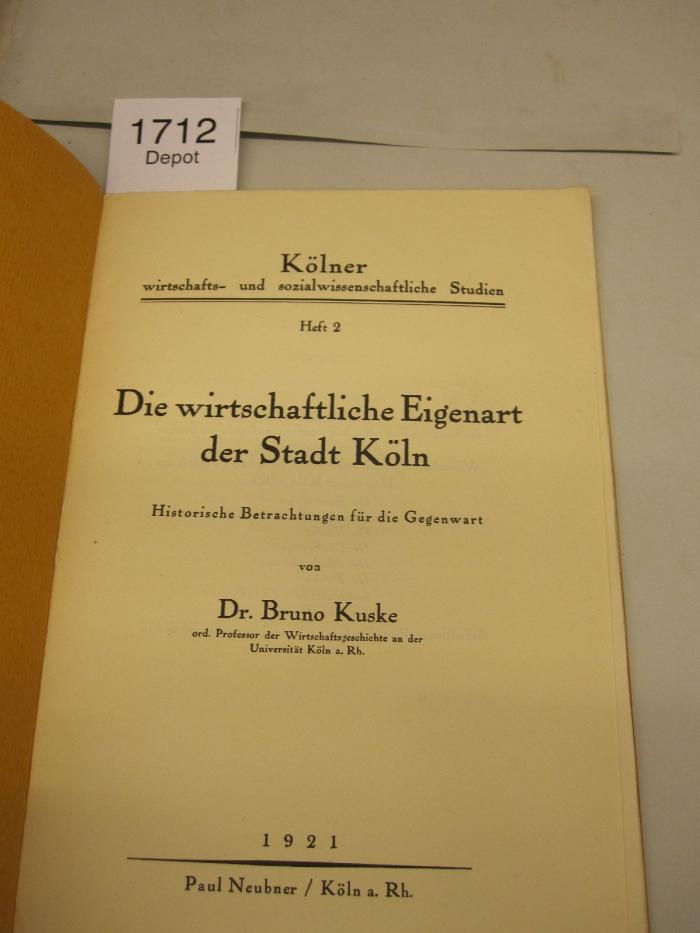 1712
Depot
Kölner
wirtschafts- und sozialwissenschaftliche Studien
Heft 2
Die wirtschaftliche Eigenart
der Stadt Köln
Historische Betrachtungen für die Gegenwart
von
Dr. Bruno Kuske
ord. Professor der Wirtschaftsgeschichte an der
Universität Köln a. Rh.
1921
Paul Neubner / Köln a. Rh.